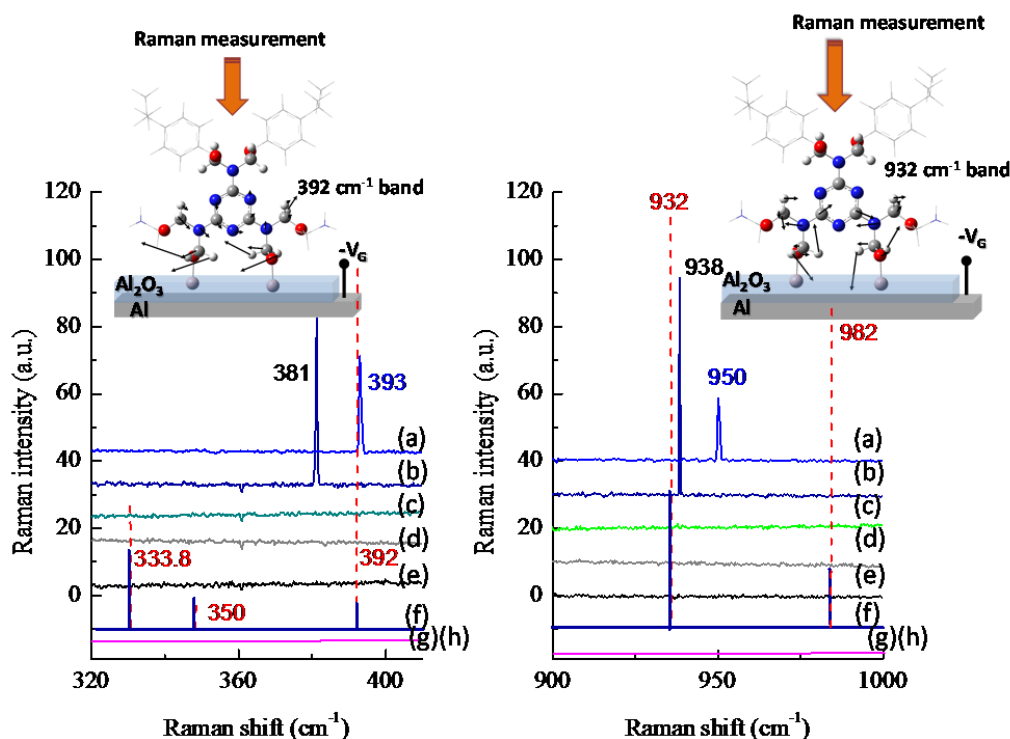 Raman measurement
392 cm⁻¹ band
-V_G
Al₂O₃
Al
120
100
80
60
40
20
0
Raman intensity (a.u.)
381
393
(a)
(b)
(c)
(d)
(e)
(f)
(g)(h)
333.8
350
392
320
360
400
Raman shift (cm⁻¹)
Raman measurement
932 cm⁻¹ band
-V_G
Al₂O₃
Al
120
100
80
60
40
20
0
Raman intensity (a.u.)
932
938
950
982
(a)
(b)
(c)
(d)
(e)
(f)
(g)(h)
900
950
1000
Raman shift (cm⁻¹)